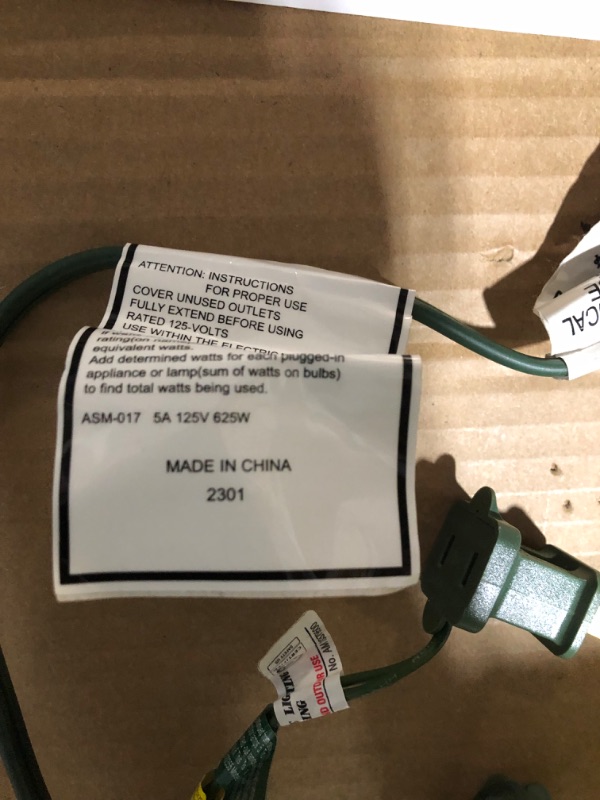 ATTENTION: INSTRUCTIONS
FOR PROPER USE
COVER UNUSED OUTLETS
FULLY EXTEND BEFORE USING
RATED 125-VOLTS
USE WITHIN THE ELECTRIC
equivalent watts.
Add determined watts for each plugged-in
appliance or lamp(sum of watts on bulbs)
to find total watts being used.
ASM-017 5A 125V 625W
MADE IN CHINA
2301
ICAL
USE